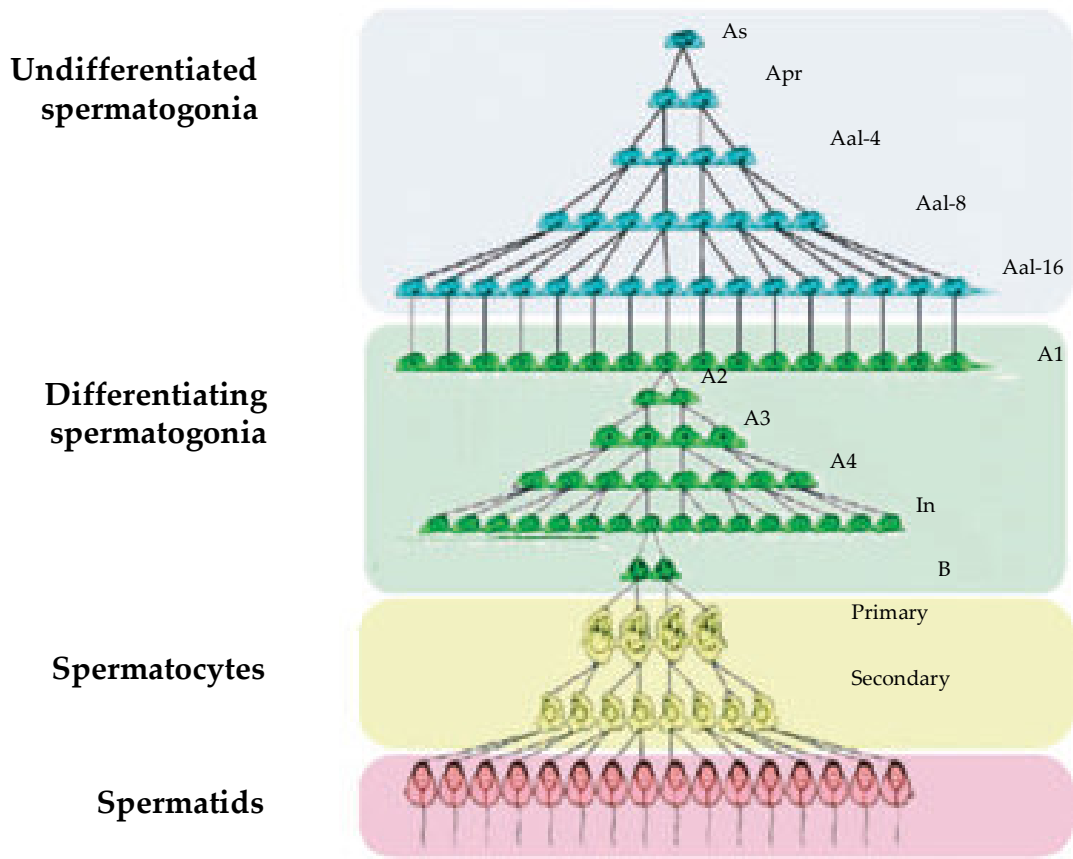 Undifferentiated
spermatogonia
As
Apr
Aal-4
Aal-8
Aal-16
Differentiating
spermatogonia
A1
A2
A3
A4
In
B
Spermatocytes
Primary
Secondary
Spermatids